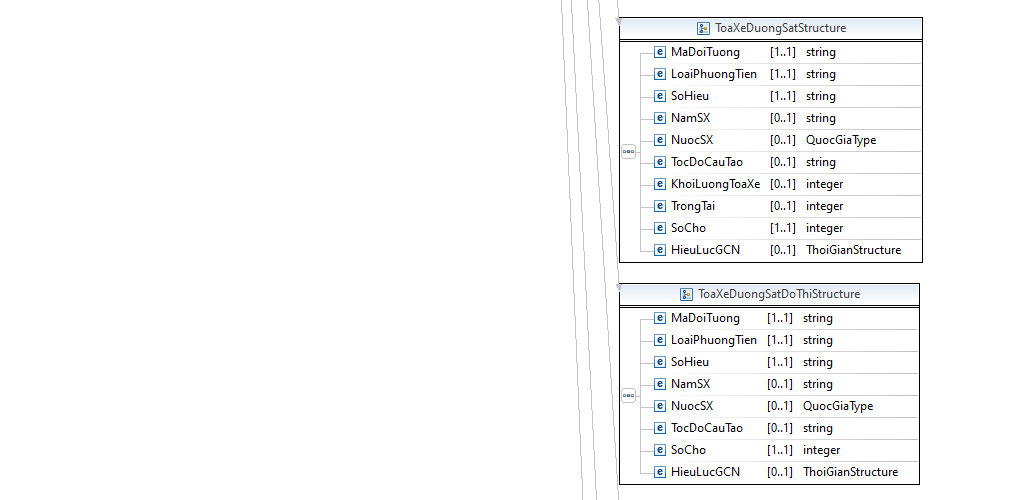 ToaXeDuongSatStructure
e MaDoiTuong [1..1] string
e LoaiPhuongTien [1..1] string
e SoHieu [1..1] string
e NamSX [0..1] string
e NuocSX [0..1] QuocGiaType
e TocDoCauTao [0..1] string
e KhoiLuongToaXe [0..1] integer
e TrongTai [0..1] integer
e SoCho [1..1] integer
e HieuLucGCN [0..1] ThoiGianStructure
ToaXeDuongSatDoThiStructure
e MaDoiTuong [1..1] string
e LoaiPhuongTien [1..1] string
e SoHieu [1..1] string
e NamSX [0..1] string
e NuocSX [0..1] QuocGiaType
e TocDoCauTao [0..1] string
e SoCho [1..1] integer
e HieuLucGCN [0..1] ThoiGianStructure